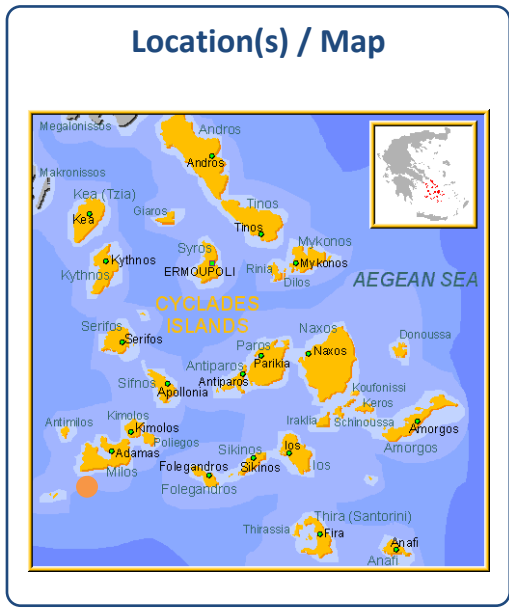 Location(s) / Map
Megalonissos
Andros
Andros
Makronissos
Kea (Tzia)
Kea
Giaros
Tinos
Tinos
Syros
ERMOUPOLI
Mykonos
Mykonos
Rinia
Dilos
Kythnos
Kythnos
AEGEAN SEA
CYCLADES
ISLANDS
Serifos
Serifos
Paros
Parikia
Naxos
Naxos
Donoussa
Antiparos
Antiparos
Sifnos
Apollonia
Koufonissi
Keros
Iraklia
Schinoussa
Amorgos
Amorgos
Antimilos
Kimolos
Kimolos
Poliegos
Adamas
Milos
Sikinos
Sikinos
Ios
Ios
Folegandros
Folegandros
Thira (Santorini)
Thirassia
Fira
Anafi
Anafi